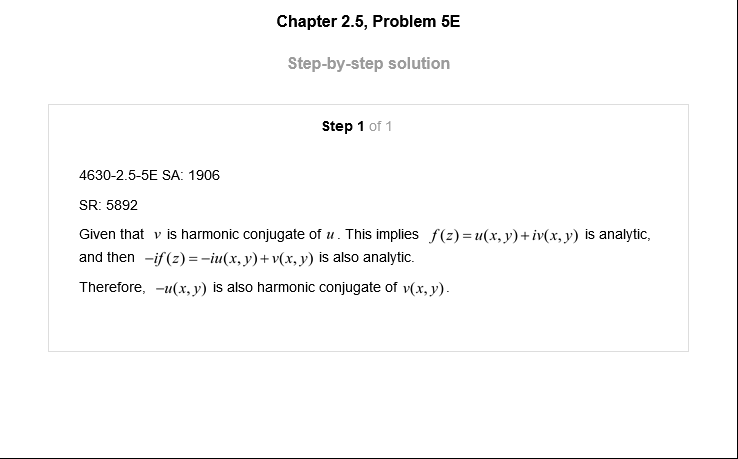 Chapter 2.5, Problem 5E
Step-by-step solution
Step 1 of 1
4630-2.5-5E SA: 1906
SR: 5892
Given that v is harmonic conjugate of u. This implies f(z)=u(x,y)+iv(x,y) is analytic,
and then −if(z)=−iu(x,y)+v(x,y) is also analytic.
Therefore, −u(x,y) is also harmonic conjugate of v(x,y).